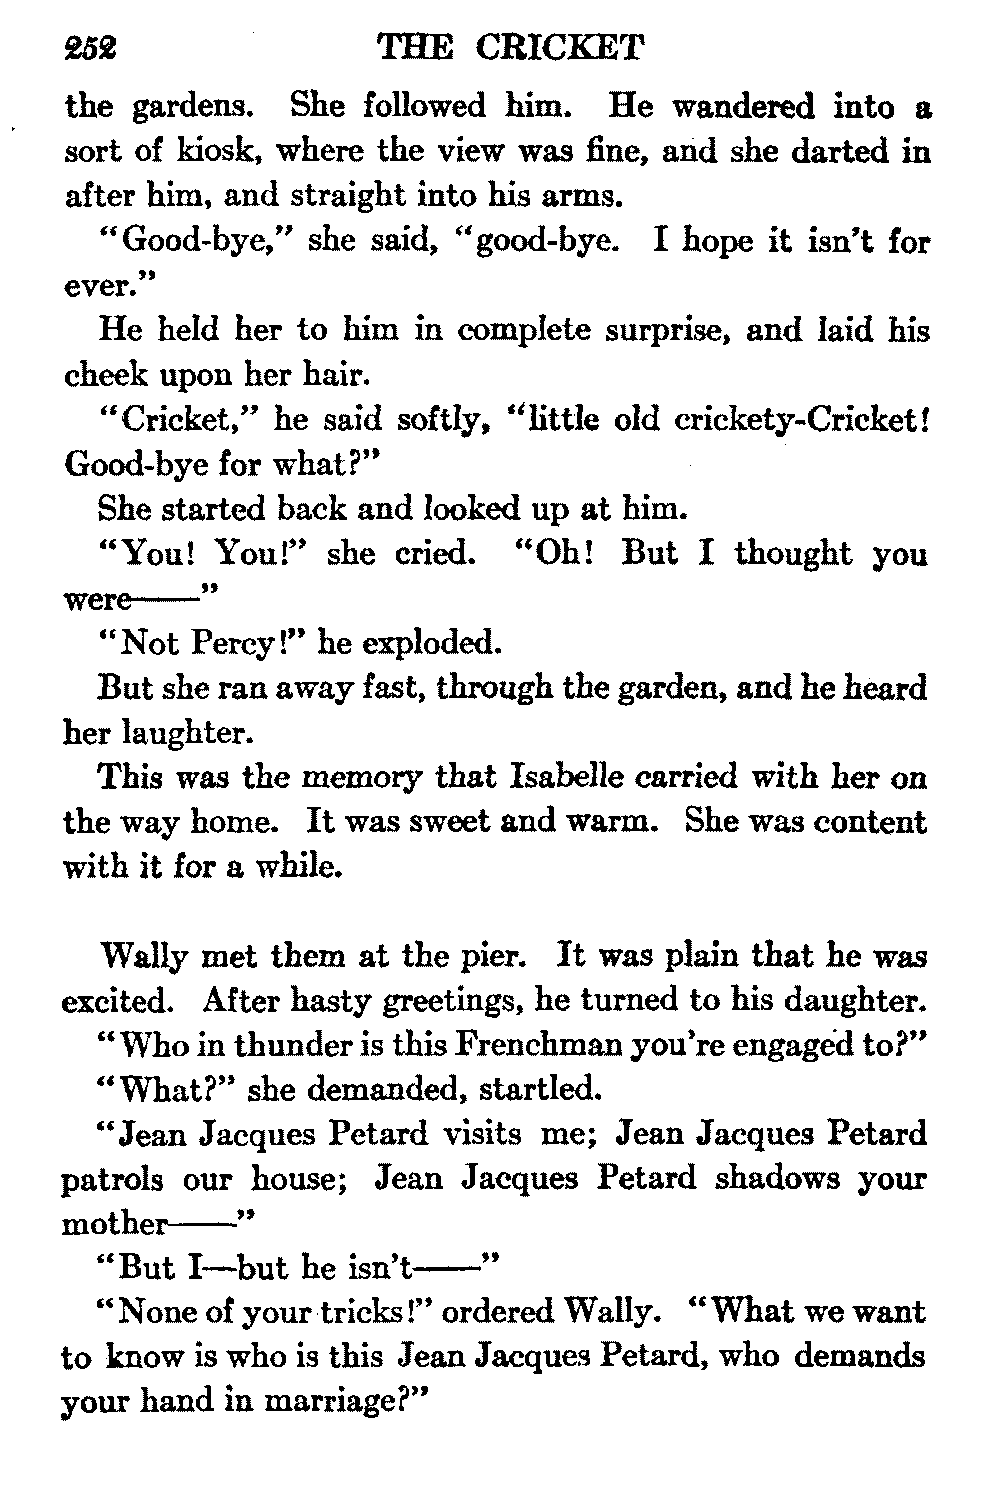 252 THE CRICKET
the gardens. She followed him. He wandered into a
sort of kiosk, where the view was fine, and she darted in
after him, and straight into his arms.
"Good-bye," she said, "good-bye. I hope it isn't for
ever."
He held her to him in complete surprise, and laid his
cheek upon her hair.
"Cricket," he said softly, "little old crickety-Cricket!
Good-bye for what?"
She started back and looked up at him.
"You! You!" she cried. "Oh! But I thought you
were——"
"Not Percy!" he exploded.
But she ran away fast, through the garden, and he heard
her laughter.
This was the memory that Isabelle carried with her on
the way home. It was sweet and warm. She was content
with it for a while.
Wally met them at the pier. It was plain that he was
excited. After hasty greetings, he turned to his daughter.
"Who in thunder is this Frenchman you're engaged to?"
"What?" she demanded, startled.
"Jean Jacques Petard visits me; Jean Jacques Petard
patrols our house; Jean Jacques Petard shadows your
mother——"
"But I—but he isn't——"
"None of your tricks!" ordered Wally. "What we want
to know is who is this Jean Jacques Petard, who demands
your hand in marriage?"